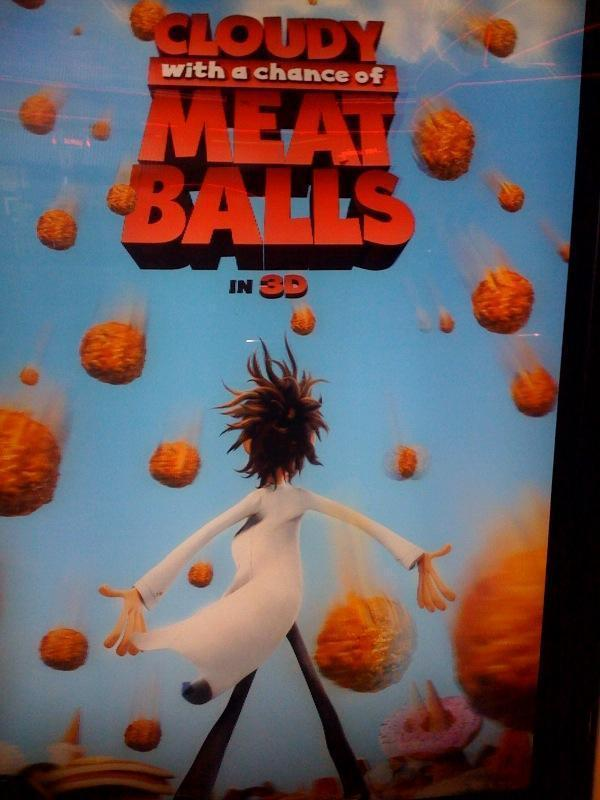 CLOUDY
with a chance of
MEAT
BALLS
IN 3D